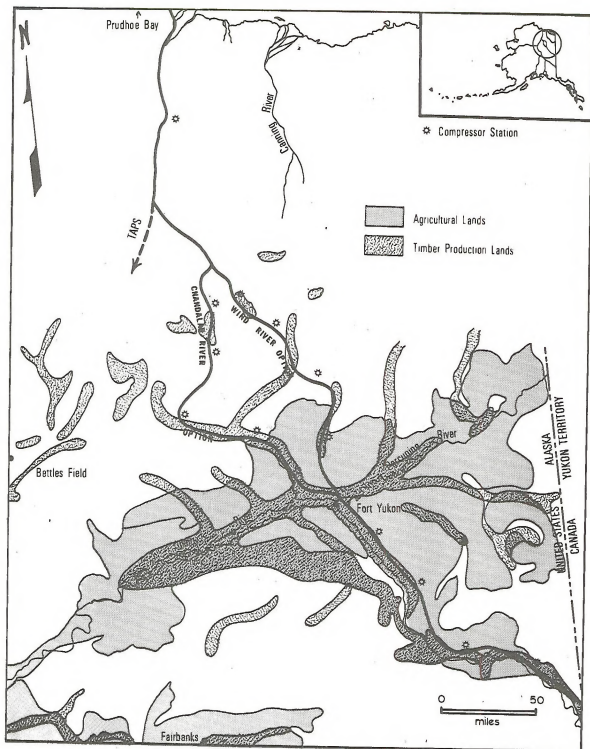 Prudhoe Bay
N
Canning River
Compressor Station
TAPS
Agricultural Lands
Timber Production Lands
CHANDALAR RIVER
OPTION
WIND RIVER OPTION
River
ALASKA
YUKON TERRITORY
Bettles Field
Fort Yukon
UNITED STATES
CANADA
0 50
miles
Fairbanks